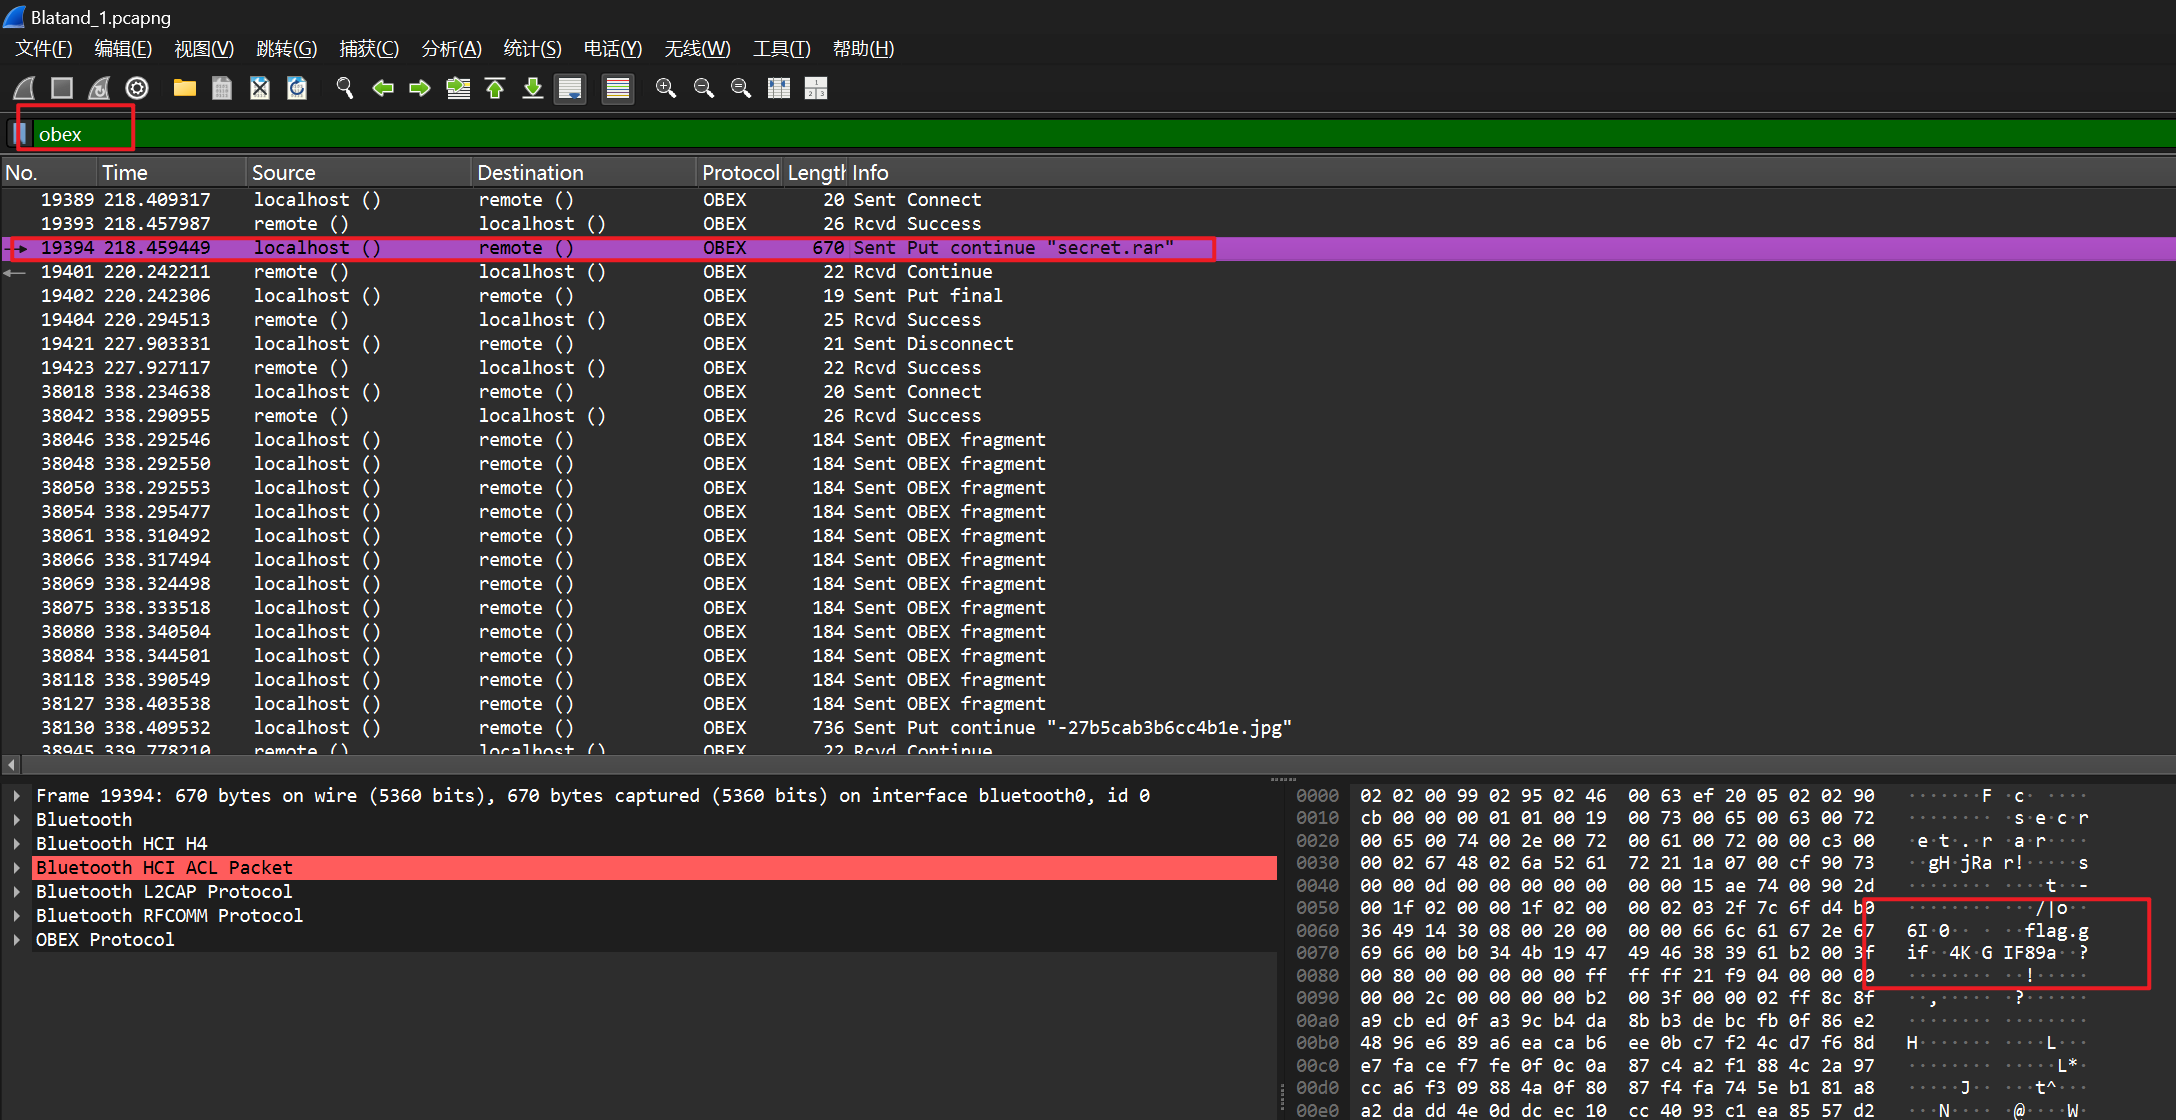 Blatand_1.pcapng
文件(F) 编辑(E) 视图(V) 跳转(G) 捕获(C) 分析(A) 统计(S) 电话(Y) 无线(W) 工具(T) 帮助(H)
obex
No. Time Source Destination Protocol Length Info
19389 218.409317 localhost () remote () OBEX 20 Sent Connect
19393 218.457987 remote () localhost () OBEX 26 Rcvd Success
19394 218.459449 localhost () remote () OBEX 670 Sent Put continue "secret.rar"
19401 220.242211 remote () localhost () OBEX 22 Rcvd Continue
19402 220.242306 localhost () remote () OBEX 19 Sent Put final
19404 220.294513 remote () localhost () OBEX 25 Rcvd Success
19421 227.903331 localhost () remote () OBEX 21 Sent Disconnect
19423 227.927117 remote () localhost () OBEX 22 Rcvd Success
38018 338.234638 localhost () remote () OBEX 20 Sent Connect
38042 338.290955 remote () localhost () OBEX 26 Rcvd Success
38046 338.292546 localhost () remote () OBEX 184 Sent OBEX fragment
38048 338.292550 localhost () remote () OBEX 184 Sent OBEX fragment
38050 338.292553 localhost () remote () OBEX 184 Sent OBEX fragment
38054 338.295477 localhost () remote () OBEX 184 Sent OBEX fragment
38061 338.310492 localhost () remote () OBEX 184 Sent OBEX fragment
38066 338.317494 localhost () remote () OBEX 184 Sent OBEX fragment
38069 338.324498 localhost () remote () OBEX 184 Sent OBEX fragment
38075 338.333518 localhost () remote () OBEX 184 Sent OBEX fragment
38080 338.340504 localhost () remote () OBEX 184 Sent OBEX fragment
38084 338.344501 localhost () remote () OBEX 184 Sent OBEX fragment
38118 338.390549 localhost () remote () OBEX 184 Sent OBEX fragment
38127 338.403538 localhost () remote () OBEX 184 Sent OBEX fragment
38130 338.409532 localhost () remote () OBEX 736 Sent Put continue "-27b5cab3b6cc4b1e.jpg"
38945 339.778210 remote () localhost () OBEX 22 Rcvd Continue
Frame 19394: 670 bytes on wire (5360 bits), 670 bytes captured (5360 bits) on interface bluetooth0, id 0
Bluetooth
Bluetooth HCI H4
Bluetooth HCI ACL Packet
Bluetooth L2CAP Protocol
Bluetooth RFCOMM Protocol
OBEX Protocol
0000 02 02 00 99 02 95 02 46 00 63 ef 20 05 02 02 90 ·······F ·c· ····
0010 cb 00 00 00 01 01 00 19 00 73 00 65 00 63 00 72 ········ ·s·e·c·r
0020 00 65 00 74 00 2e 00 72 00 61 00 72 00 00 c3 00 ·e·t·.·r ·a·r····
0030 00 02 67 48 02 6a 52 61 72 21 1a 07 00 cf 90 73 ··gH·jRa r!·····s
0040 00 00 0d 00 00 00 00 00 00 00 15 ae 74 00 90 2d ········ ····t··-
0050 00 1f 02 00 00 1f 02 00 00 02 03 2f 7c 6f d4 b0 ········ ···/|o··
0060 36 49 14 30 08 00 20 00 00 00 66 6c 61 67 2e 67 6I·0·· · ··flag.g
0070 69 66 00 b0 34 4b 19 47 49 46 38 39 61 b2 00 3f if··4K·G IF89a··?
0080 00 80 00 00 00 00 00 ff ff ff 21 f9 04 00 00 00 ········ ··!·····
0090 00 00 2c 00 00 00 00 b2 00 3f 00 00 02 ff 8c 8f ··,····· ·?······
00a0 a9 cb ed 0f a3 9c b4 da 8b b3 de bc fb 0f 86 e2 ········ ········
00b0 48 96 e6 89 a6 ea ca b6 ee 0b c7 f2 4c d7 f6 8d H······· ····L···
00c0 e7 fa ce f7 fe 0f 0c 0a 87 c4 a2 f1 88 4c 2a 97 ········ ·····L*·
00d0 cc a6 f3 09 88 4a 0f 80 87 f4 fa 74 5e b1 81 a8 ·····J·· ···t^···
00e0 a2 da dd 4e 0d dc ec 10 cc 40 93 c1 ea 85 57 d2 ···N···· ·@····W·